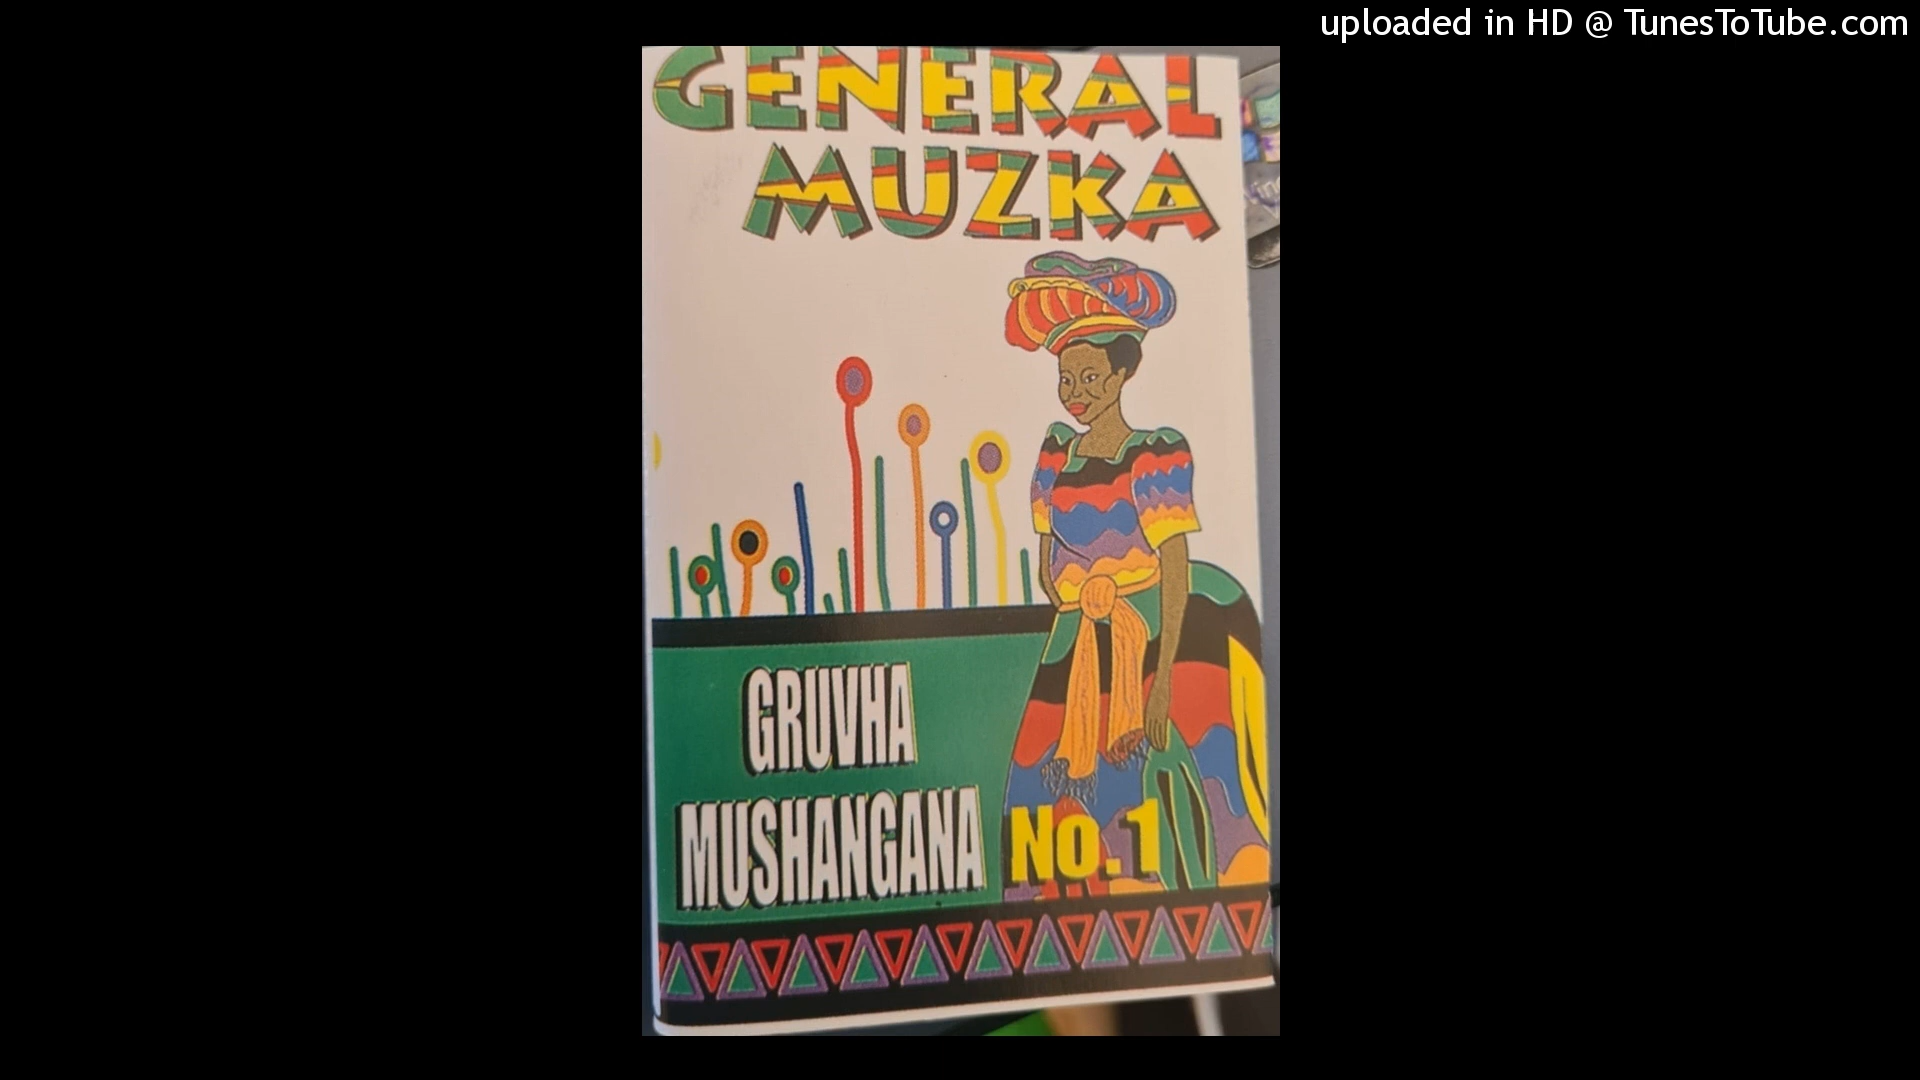 uploaded in HD @ TunesToTube.com
GENERAL
MUZKA
GRUVHA
MUSHANGANA No.1